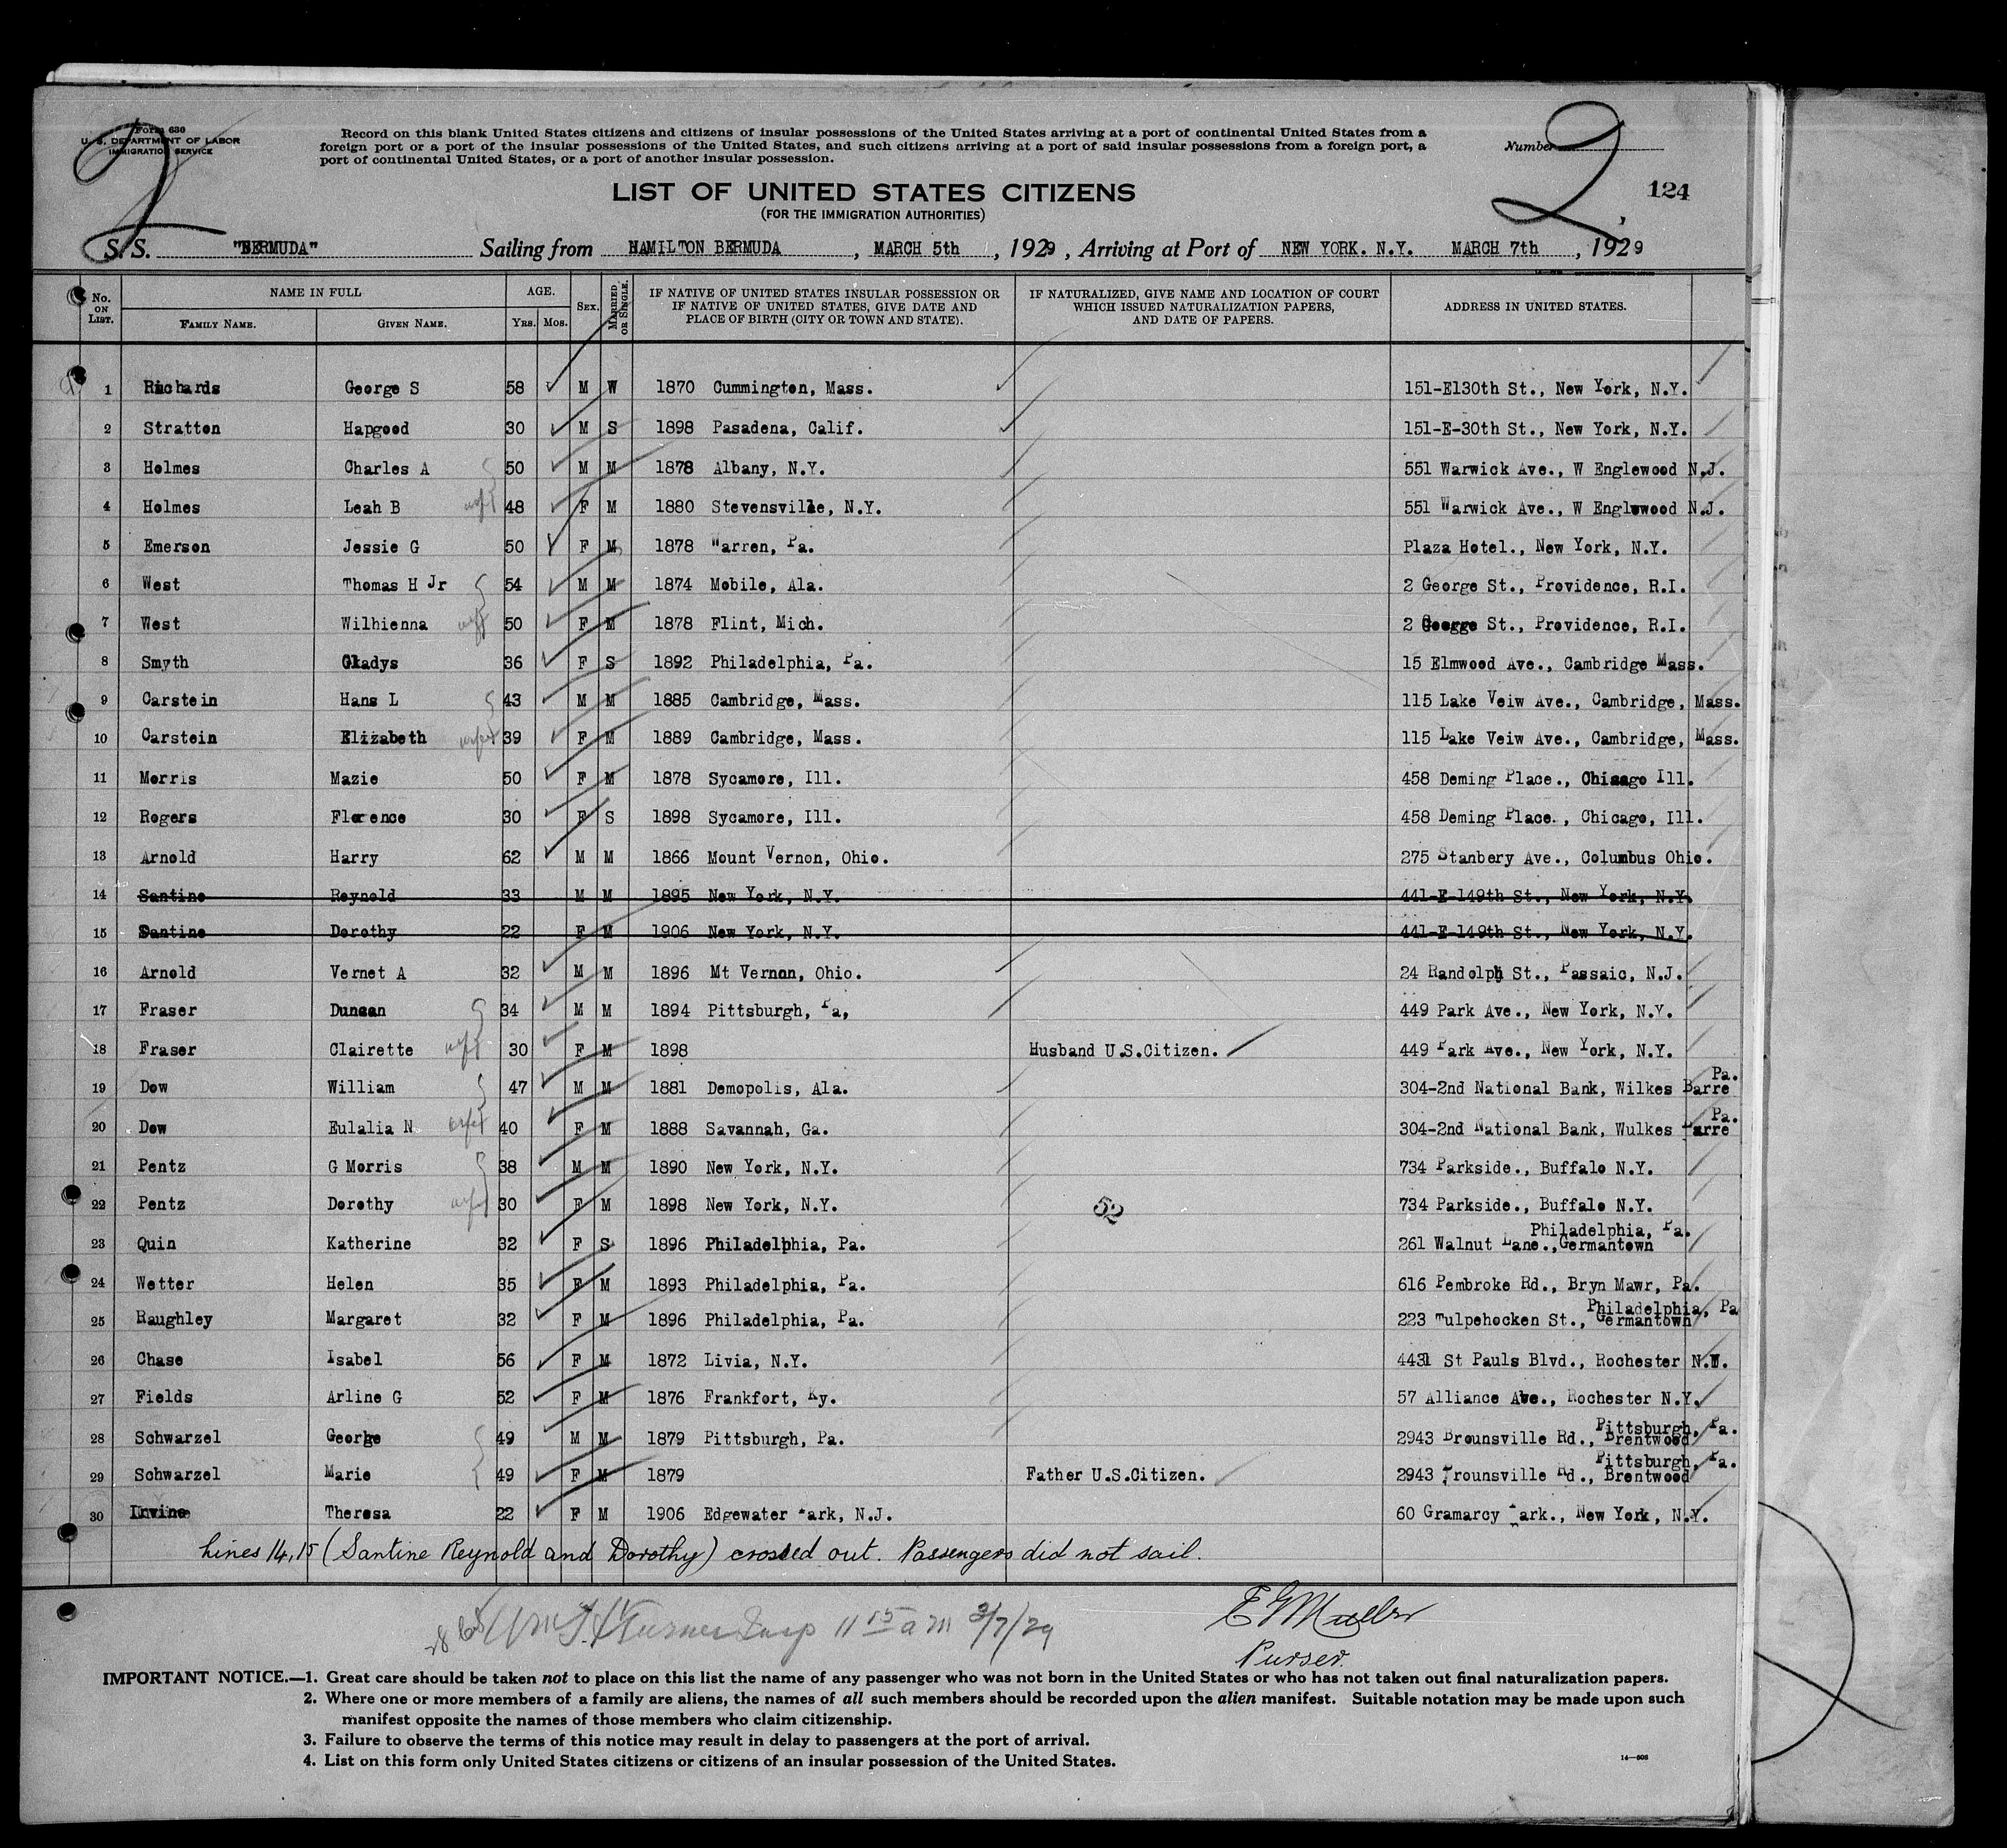 Form 630
U. S. DEPARTMENT OF LABOR
IMMIGRATION SERVICE
2
Record on this blank United States citizens and citizens of insular possessions of the United States arriving at a port of continental United States from a
foreign port or a port of the insular possessions of the United States, and such citizens arriving at a port of said insular possessions from a foreign port, a
port of continental United States, or a port of another insular possession.
Number 2
124
LIST OF UNITED STATES CITIZENS
(FOR THE IMMIGRATION AUTHORITIES)
S. S. "BERMUDA" Sailing from HAMILTON BERMUDA, MARCH 5th, 1929, Arriving at Port of NEW YORK. N.Y. MARCH 7th, 1929
No. ON LIST. NAME IN FULL FAMILY NAME. GIVEN NAME. AGE. Yrs. Mos. SEX. MARRIED OR SINGLE. IF NATIVE OF UNITED STATES INSULAR POSSESSION OR IF NATIVE OF UNITED STATES, GIVE DATE AND PLACE OF BIRTH (CITY OR TOWN AND STATE). IF NATURALIZED, GIVE NAME AND LOCATION OF COURT WHICH ISSUED NATURALIZATION PAPERS, AND DATE OF PAPERS. ADDRESS IN UNITED STATES.
1 Richards George S 58 M W 1870 Cummington, Mass. 151-E130th St., New York, N.Y.
2 Stratton Hapgood 30 M S 1898 Pasadena, Calif. 151-E-30th St., New York, N.Y.
3 Holmes Charles A 50 M M 1878 Albany, N.Y. 551 Warwick Ave., W Englewood N.J.
4 Holmes Leah B wife 48 F M 1880 Stevensville, N.Y. 551 Warwick Ave., W Englewood N.J.
5 Emerson Jessie G 50 F M 1878 Warren, Pa. Plaza Hotel., New York, N.Y.
6 West Thomas H Jr 54 M M 1874 Mobile, Ala. 2 George St., Providence, R.I.
7 West Wilhienna wife 50 F M 1878 Flint, Mich. 2 George St., Providence, R.I.
8 Smyth Gladys 36 F S 1892 Philadelphia, Pa. 15 Elmwood Ave., Cambridge Mass.
9 Carstein Hans L 43 M M 1885 Cambridge, Mass. 115 Lake Veiw Ave., Cambridge, Mass.
10 Carstein Elizabeth wife 39 F M 1889 Cambridge, Mass. 115 Lake Veiw Ave., Cambridge, Mass.
11 Morris Mazie 50 F M 1878 Sycamore, Ill. 458 Deming Place., Chicago Ill.
12 Rogers Florence 30 F S 1898 Sycamore, Ill. 458 Deming Place., Chicago, Ill.
13 Arnold Harry 62 M M 1866 Mount Vernon, Ohio. 275 Stanbery Ave., Columbus Ohio.
14 Santine Reynold 33 M M 1895 New York, N.Y. 441-E-149th St., New York, N.Y.
15 Santine Dorothy 22 F M 1906 New York, N.Y. 441-E-149th St., New York, N.Y.
16 Arnold Vernet A 32 M M 1896 Mt Vernon, Ohio. 24 Randolph St., Passaic, N.J.
17 Fraser Duncan 34 M M 1894 Pittsburgh, Pa, 449 Park Ave., New York, N.Y.
18 Fraser Clairette wife 30 F M 1898 Husband U.S.Citizen. 449 Park Ave., New York, N.Y.
19 Dow William 47 M M 1881 Demopolis, Ala. 304-2nd National Bank, Wilkes Barre Pa.
20 Dow Eulalia N wife 40 F M 1888 Savannah, Ga. 304-2nd National Bank, Wulkes Barre Pa.
21 Pentz G Morris 38 M M 1890 New York, N.Y. 734 Parkside., Buffalo N.Y.
22 Pentz Dorothy wife 30 F M 1898 New York, N.Y. 52 734 Parkside., Buffalo N.Y.
23 Quin Katherine 32 F S 1896 Philadelphia, Pa. 261 Walnut Lane., Germantown Philadelphia, Pa.
24 Wetter Helen 35 F M 1893 Philadelphia, Pa. 616 Pembroke Rd., Bryn Mawr, Pa.
25 Raughley Margaret 32 F M 1896 Philadelphia, Pa. 223 Tulpehocken St., Germantown Philadelphia, Pa
26 Chase Isabel 56 F M 1872 Livia, N.Y. 4431 St Pauls Blvd., Rochester N.Y.
27 Fields Arline G 52 F M 1876 Frankfort, Ky. 57 Alliance Ave., Rochester N.Y.
28 Schwarzel George 49 M M 1879 Pittsburgh, Pa. 2943 Brounsville Rd., Brentwood Pittsburgh, Pa.
29 Schwarzel Marie 49 F M 1879 Father U.S.Citizen. 2943 Brounsville Rd., Brentwood Pittsburgh, Pa.
30 Irvine Theresa 22 F M 1906 Edgewater Park, N.J. 60 Gramarcy Park., New York, N.Y.
Lines 14, 15 (Santine Reynold and Dorothy) crossed out. Passengers did not sail.
Insp 11 15 am 3/7/29
E G Muller
Purser.
IMPORTANT NOTICE.—1. Great care should be taken not to place on this list the name of any passenger who was not born in the United States or who has not taken out final naturalization papers.
2. Where one or more members of a family are aliens, the names of all such members should be recorded upon the alien manifest. Suitable notation may be made upon such
manifest opposite the names of those members who claim citizenship.
3. Failure to observe the terms of this notice may result in delay to passengers at the port of arrival.
4. List on this form only United States citizens or citizens of an insular possession of the United States.